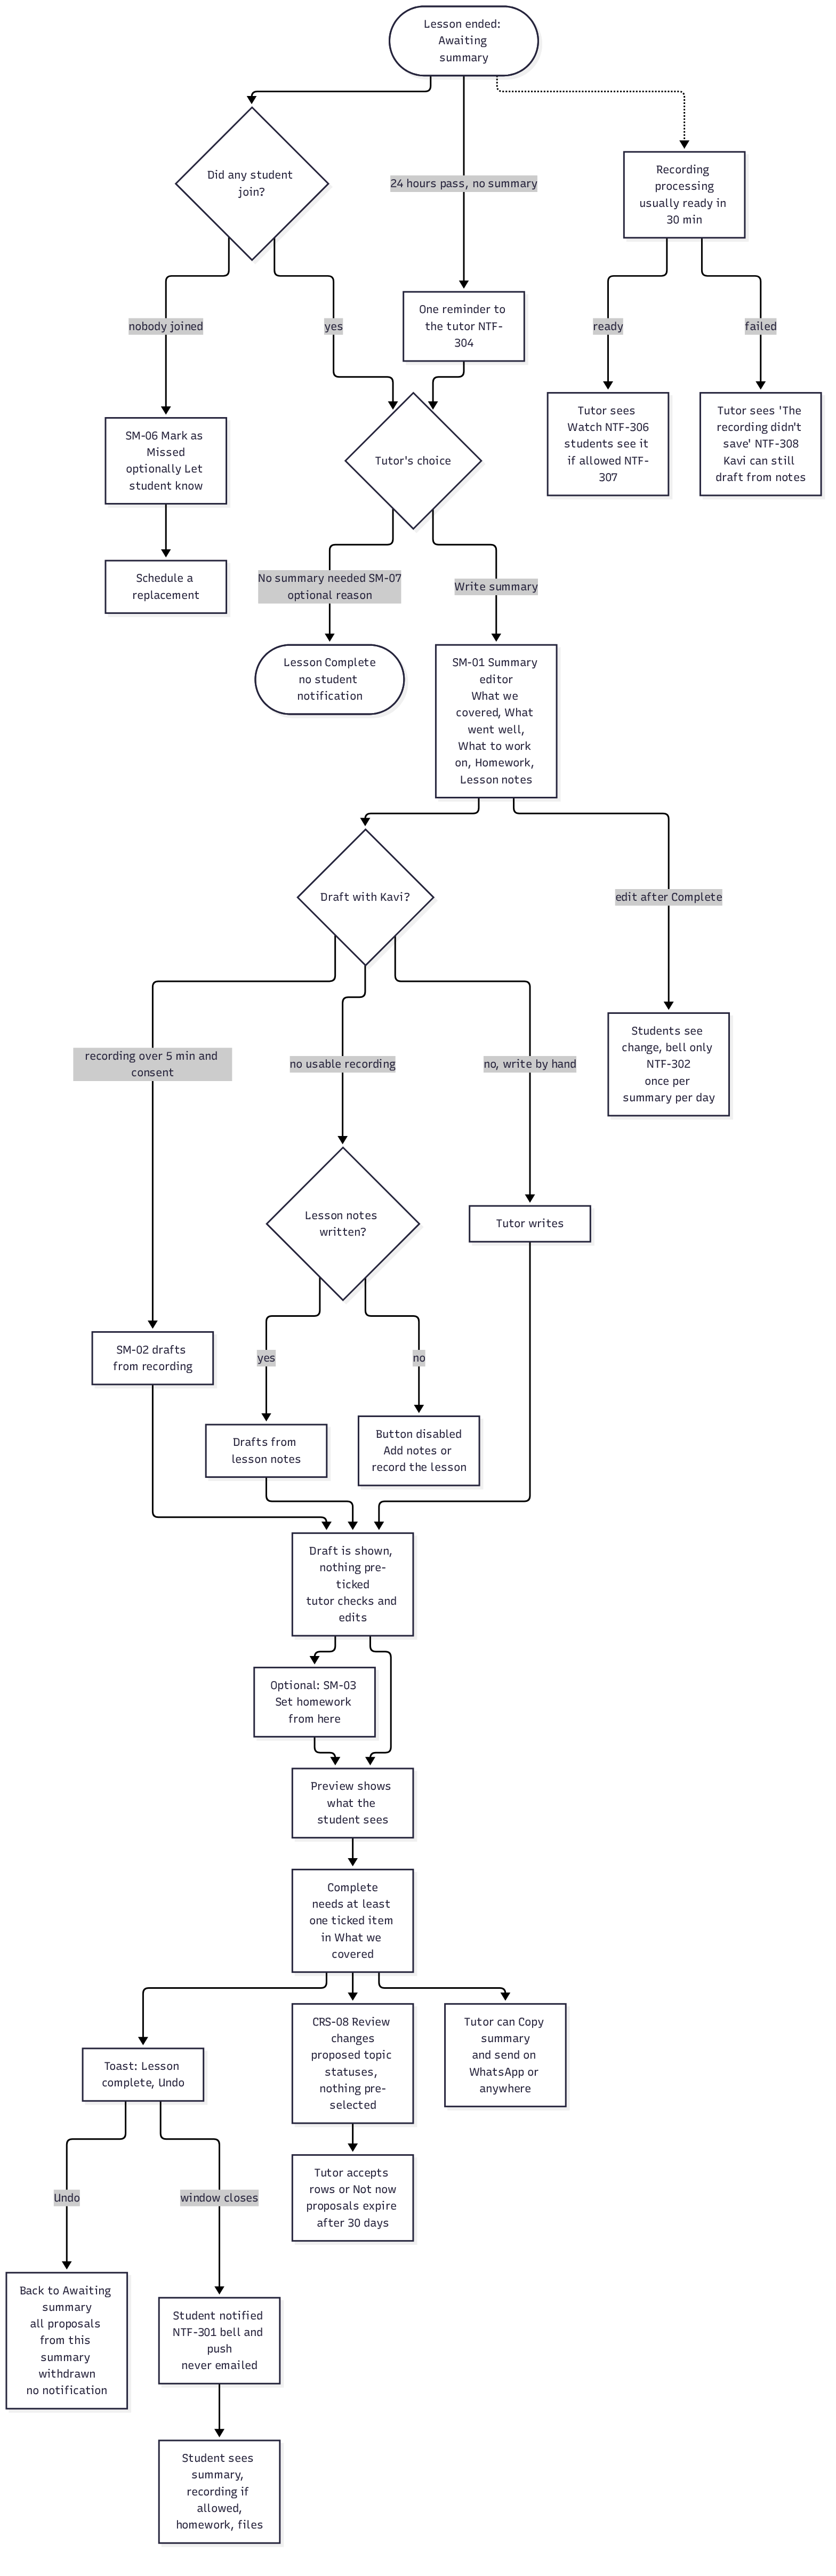 Lesson ended:
Awaiting
summary
Did any student
join?
24 hours pass, no summary
Recording
processing
usually ready in
30 min
nobody joined
yes
One reminder to
the tutor NTF-
304
ready
failed
SM-06 Mark as
Missed
optionally Let
student know
Tutor's choice
Tutor sees
Watch NTF-306
students see it
if allowed NTF-
307
Tutor sees 'The
recording didn't
save' NTF-308
Kavi can still
draft from notes
Schedule a
replacement
No summary needed SM-07
optional reason
Write summary
Lesson Complete
no student
notification
SM-01 Summary
editor
What we
covered, What
went well,
What to work
on, Homework,
Lesson notes
Draft with Kavi?
edit after Complete
recording over 5 min and
consent
no usable recording
no, write by hand
Students see
change, bell only
NTF-302
once per
summary per day
Lesson notes
written?
Tutor writes
SM-02 drafts
from recording
yes
no
Drafts from
lesson notes
Button disabled
Add notes or
record the lesson
Draft is shown,
nothing pre-
ticked
tutor checks and
edits
Optional: SM-03
Set homework
from here
Preview shows
what the
student sees
Complete
needs at least
one ticked item
in What we
covered
Toast: Lesson
complete, Undo
CRS-08 Review
changes
proposed topic
statuses,
nothing pre-
selected
Tutor can Copy
summary
and send on
WhatsApp or
anywhere
Undo
window closes
Tutor accepts
rows or Not now
proposals expire
after 30 days
Back to Awaiting
summary
all proposals
from this
summary
withdrawn
no notification
Student notified
NTF-301 bell and
push
never emailed
Student sees
summary,
recording if
allowed,
homework, files